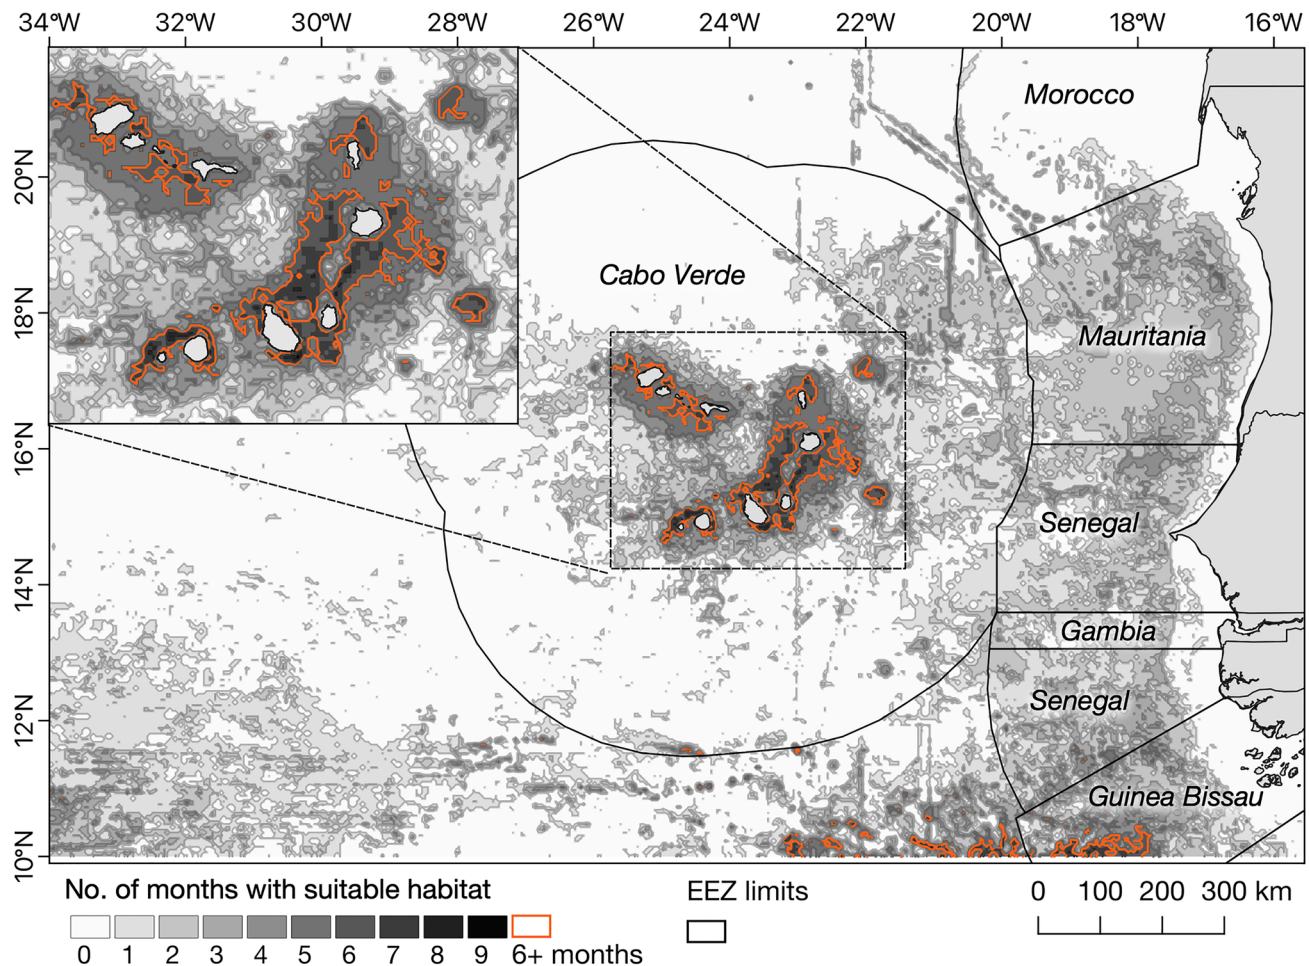 34°W 32°W 30°W 28°W 26°W 24°W 22°W 20°W 18°W 16°W
Morocco
20°N
Cabo Verde
18°N
Mauritania
16°N
Senegal
14°N
Gambia
Senegal
12°N
Guinea Bissau
10°N
No. of months with suitable habitat
EEZ limits
0 100 200 300 km
0 1 2 3 4 5 6 7 8 9 6+ months